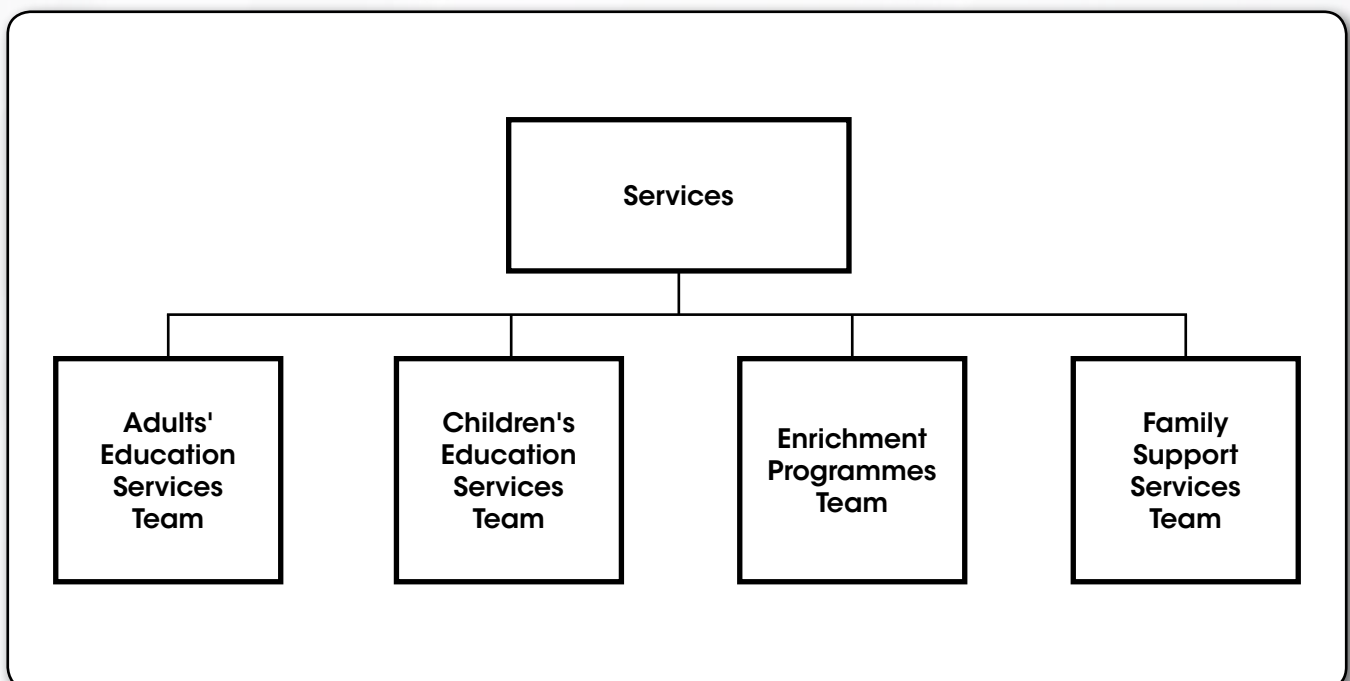 Services
Adults'
Education
Services
Team
Children's
Education
Services
Team
Enrichment
Programmes
Team
Family
Support
Services
Team